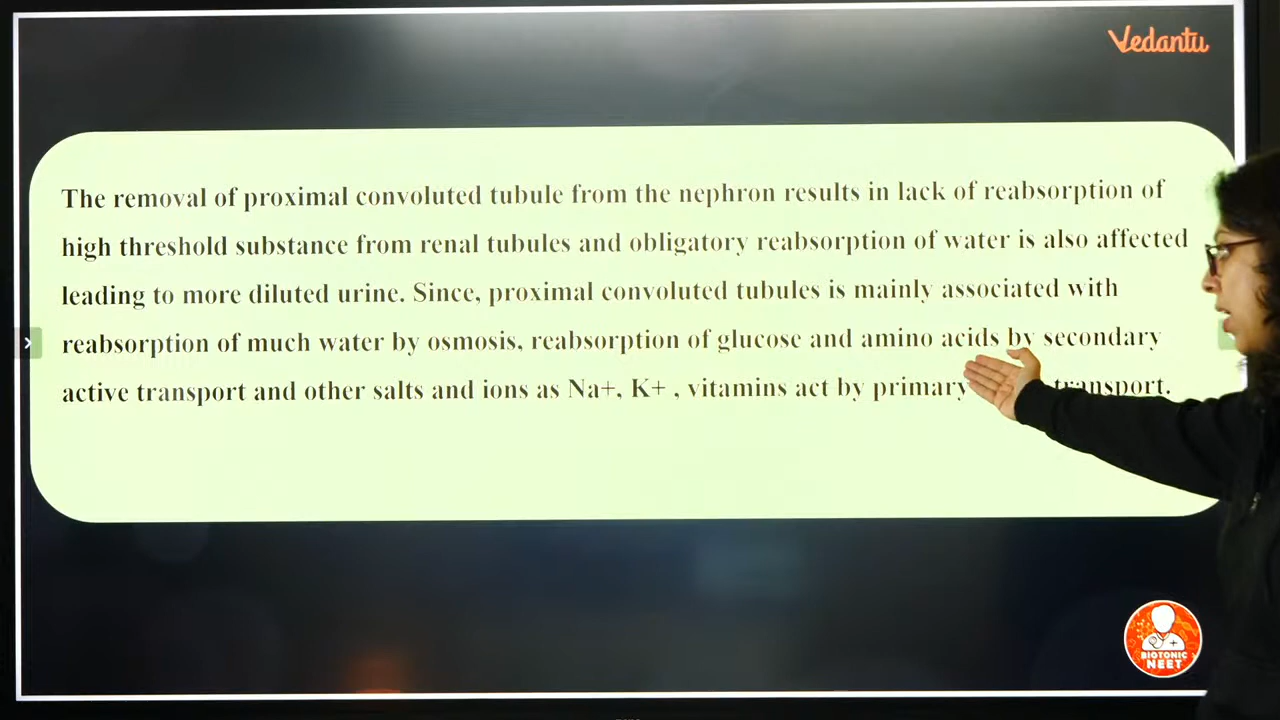 Vedantu
The removal of proximal convoluted tubule from the nephron results in lack of reabsorption of
high threshold substance from renal tubules and obligatory reabsorption of water is also affected
leading to more diluted urine. Since, proximal convoluted tubules is mainly associated with
reabsorption of much water by osmosis, reabsorption of glucose and amino acids by secondary
active transport and other salts and ions as Na+, K+ , vitamins act by primary transport.
BIOTONIC
NEET